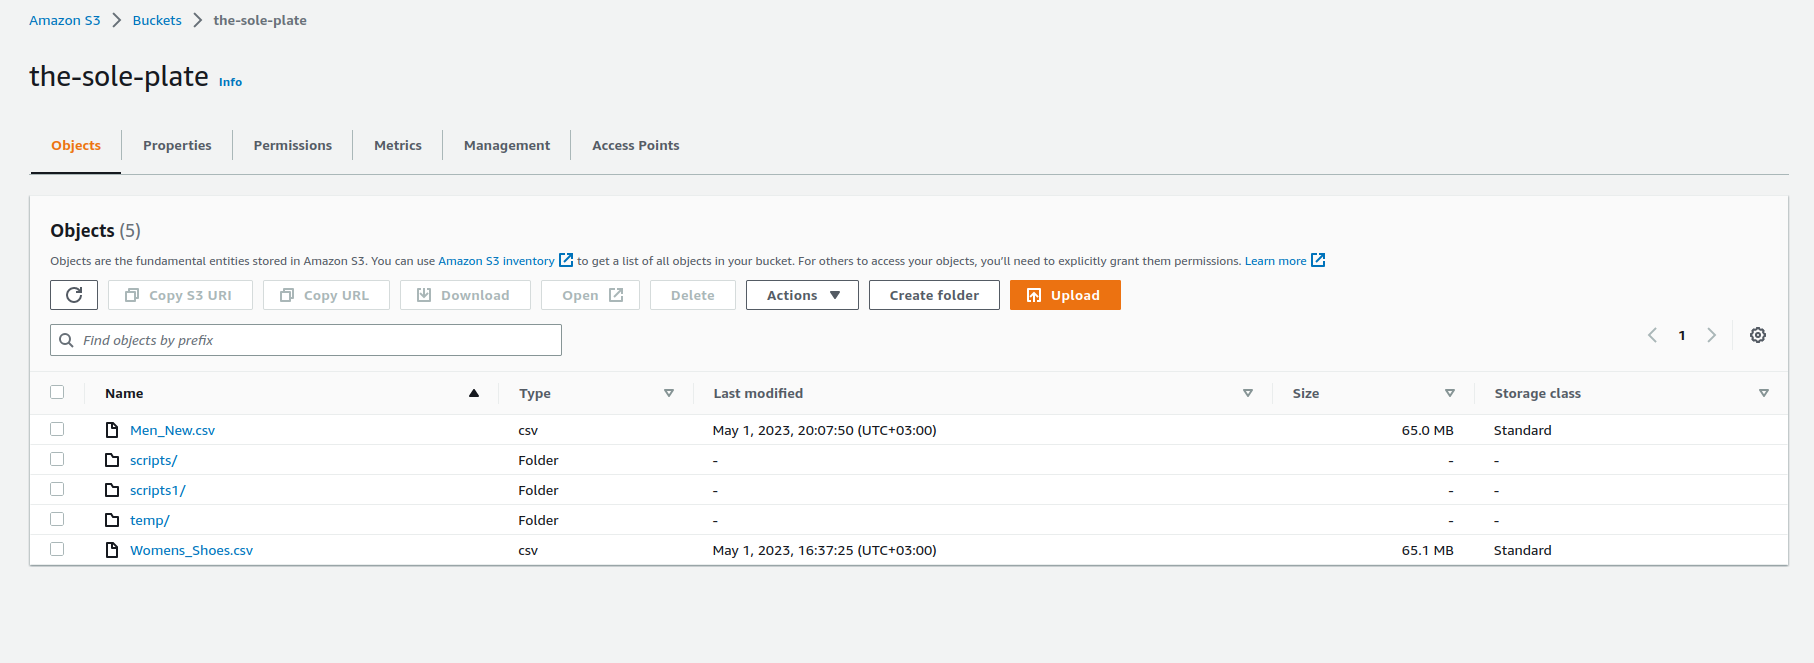 Amazon S3 Buckets the-sole-plate
the-sole-plate Info
Objects Properties Permissions Metrics Management Access Points
Objects (5)
Objects are the fundamental entities stored in Amazon S3. You can use Amazon S3 inventory to get a list of all objects in your bucket. For others to access your objects, you'll need to explicitly grant them permissions. Learn more
Copy S3 URI Copy URL Download Open Delete Actions Create folder Upload
Find objects by prefix 1
Name Type Last modified Size Storage class
Men_New.csv csv May 1, 2023, 20:07:50 (UTC+03:00) 65.0 MB Standard
scripts/ Folder - - -
scripts1/ Folder - - -
temp/ Folder - - -
Womens_Shoes.csv csv May 1, 2023, 16:37:25 (UTC+03:00) 65.1 MB Standard